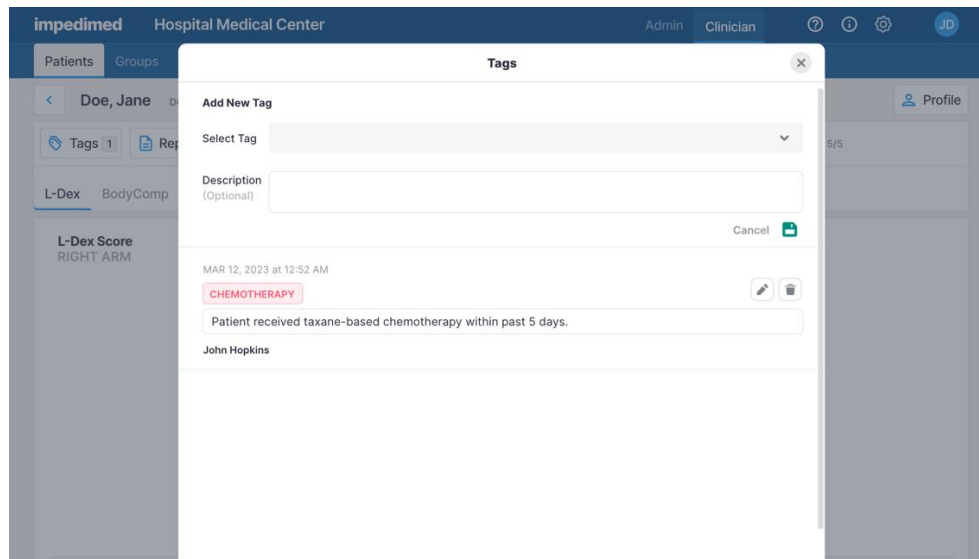 impedimed Hospital Medical Center Admin Clinician JD
Patients Groups
Tags
Doe, Jane
Profile
Tags 1
5/5
L-Dex BodyComp
L-Dex Score
RIGHT ARM
Add New Tag
Select Tag
Description
(Optional)
Cancel
MAR 12, 2023 at 12:52 AM
CHEMOTHERAPY
Patient received taxane-based chemotherapy within past 5 days.
John Hopkins